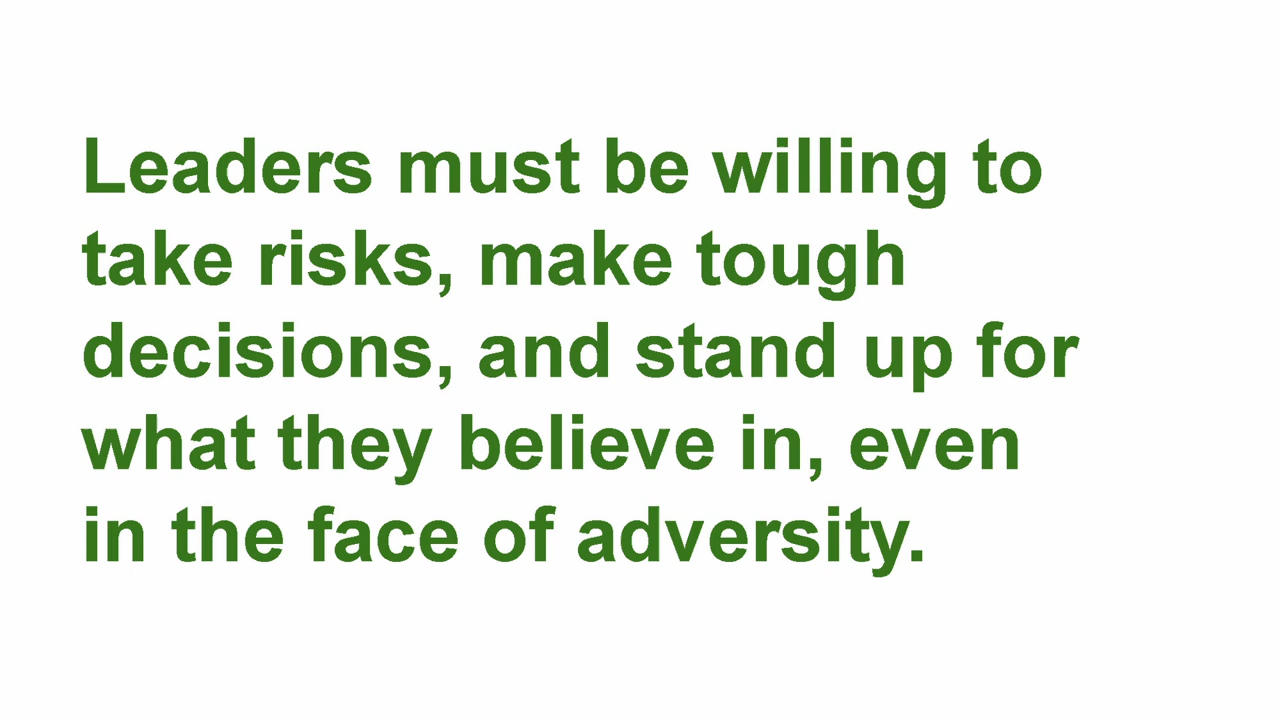 Leaders must be willing to
take risks, make tough
decisions, and stand up for
what they believe in, even
in the face of adversity.